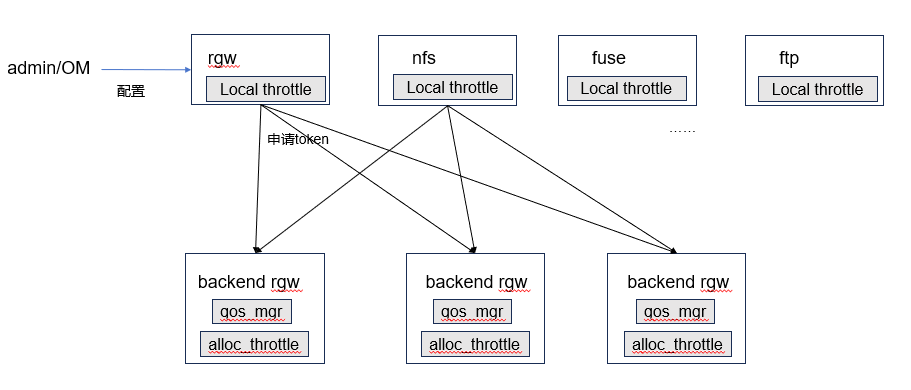 admin/OM
配置
rgw
Local throttle
nfs
Local throttle
fuse
Local throttle
ftp
Local throttle
申请token
……
backend rgw
qos_mgr
alloc_throttle
backend rgw
qos_mgr
alloc_throttle
backend rgw
qos_mgr
alloc_throttle